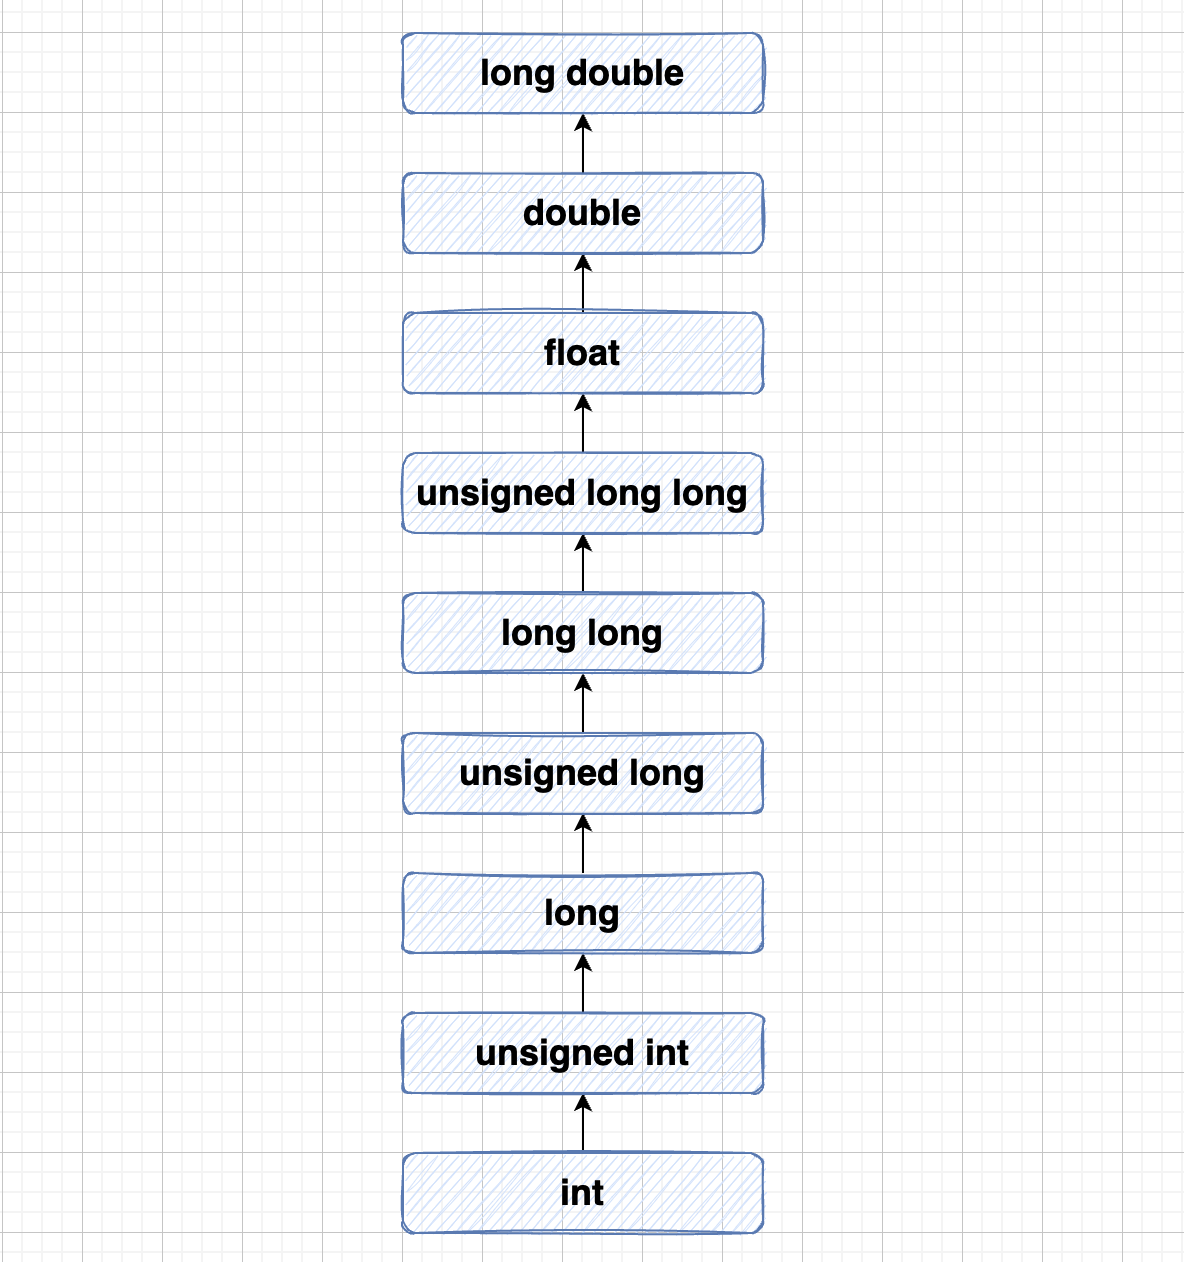 long double
double
float
unsigned long long
long long
unsigned long
long
unsigned int
int